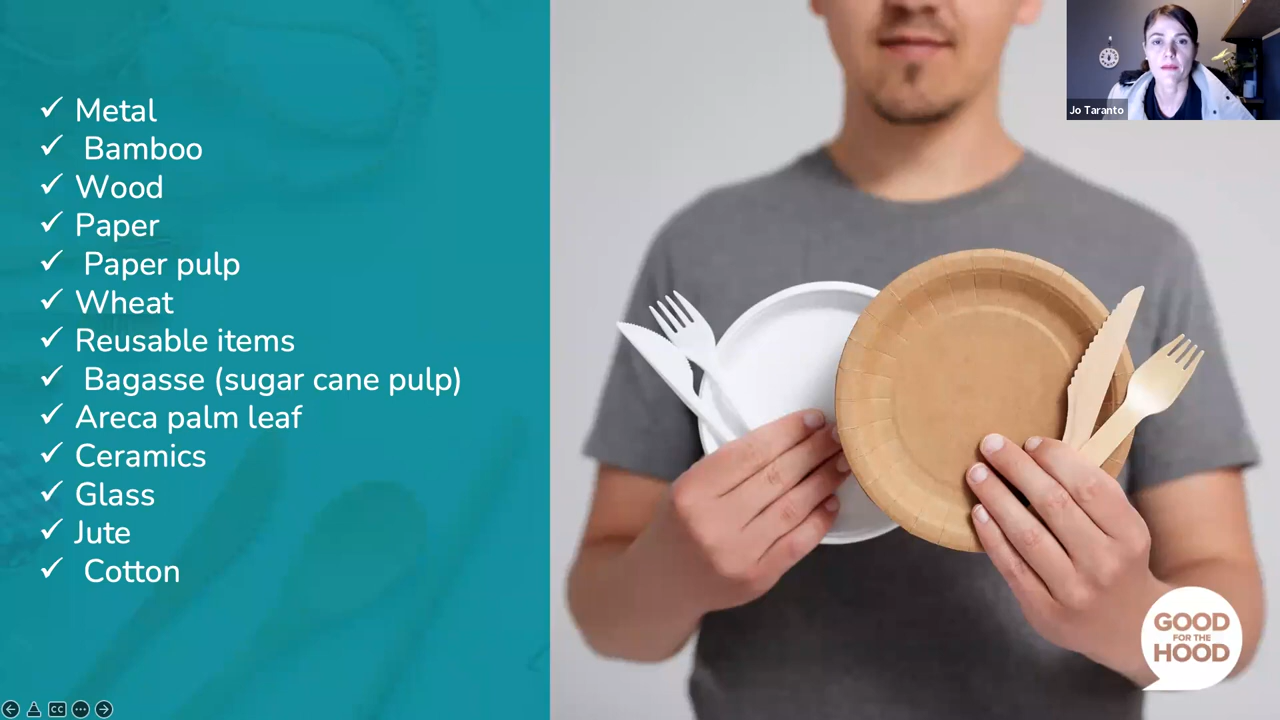 ✓ Metal
✓ Bamboo
✓ Wood
✓ Paper
✓ Paper pulp
✓ Wheat
✓ Reusable items
✓ Bagasse (sugar cane pulp)
✓ Areca palm leaf
✓ Ceramics
✓ Glass
✓ Jute
✓ Cotton
Jo Taranto
GOOD
FOR THE
HOOD
CC